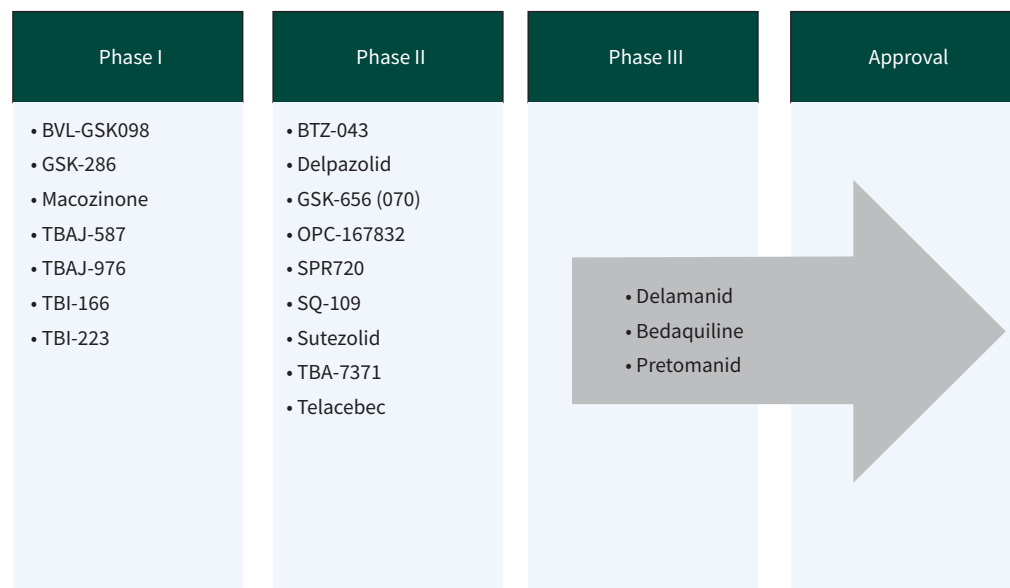 Phase I
• BVL-GSK098
• GSK-286
• Macozinone
• TBAJ-587
• TBAJ-976
• TBI-166
• TBI-223
Phase II
• BTZ-043
• Delpazolid
• GSK-656 (070)
• OPC-167832
• SPR720
• SQ-109
• Sutezolid
• TBA-7371
• Telacebec
Phase III
Approval
• Delamanid
• Bedaquiline
• Pretomanid